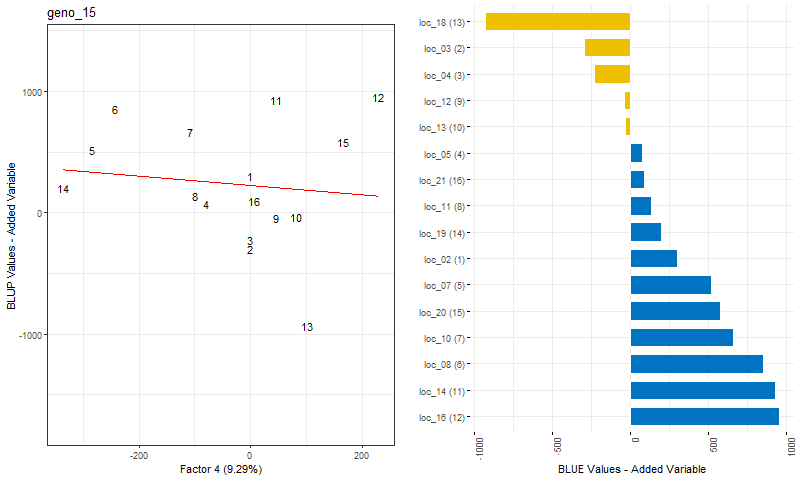 geno_15
BLUP Values - Added Variable
1000
0
-1000
6
11
12
7
15
5
14
1
8
4
16
9
10
3
2
13
-200
0
200
Factor 4 (9.29%)
loc_18 (13)
loc_03 (2)
loc_04 (3)
loc_12 (9)
loc_13 (10)
loc_05 (4)
loc_21 (16)
loc_11 (8)
loc_19 (14)
loc_02 (1)
loc_07 (5)
loc_20 (15)
loc_10 (7)
loc_08 (6)
loc_14 (11)
loc_16 (12)
-1000
-500
0
500
1000
BLUE Values - Added Variable